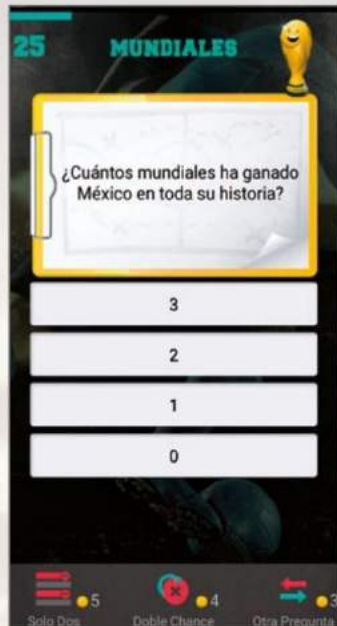 25
MUNDIALES
¿Cuántos mundiales ha ganado
México en toda su historia?
3
2
1
0
5
4
3
Solo Dos
Doble Chance
Otra Pregunta